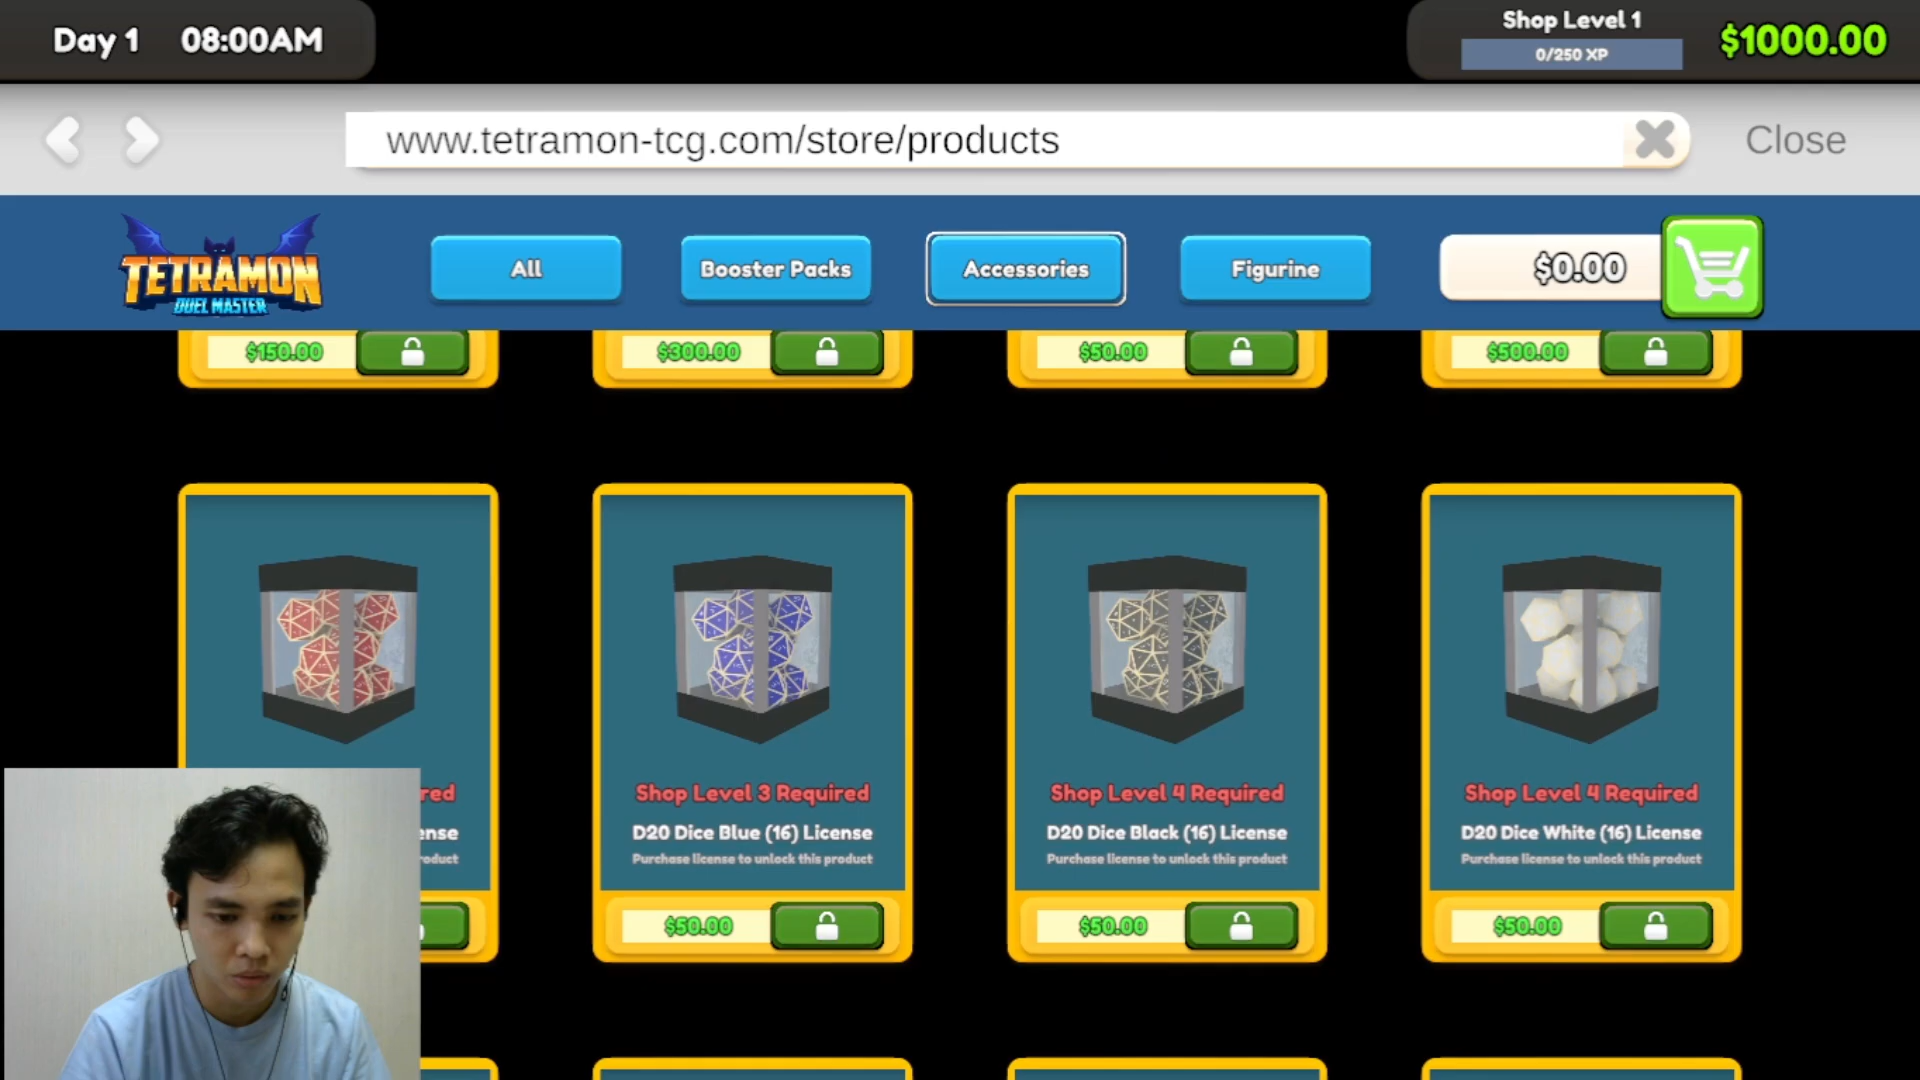 Day 1 08:00AM
Shop Level 1
0/250 XP
$1000.00
www.tetramon-tcg.com/store/products
Close
TETRAMON
DUEL MASTER
All
Booster Packs
Accessories
Figurine
$0.00
$150.00
$300.00
$50.00
$500.00
Shop Level 3 Required
Shop Level 4 Required
Shop Level 4 Required
D20 Dice Blue (16) License
D20 Dice Black (16) License
D20 Dice White (16) License
Purchase license to unlock this product
Purchase license to unlock this product
Purchase license to unlock this product
$50.00
$50.00
$50.00